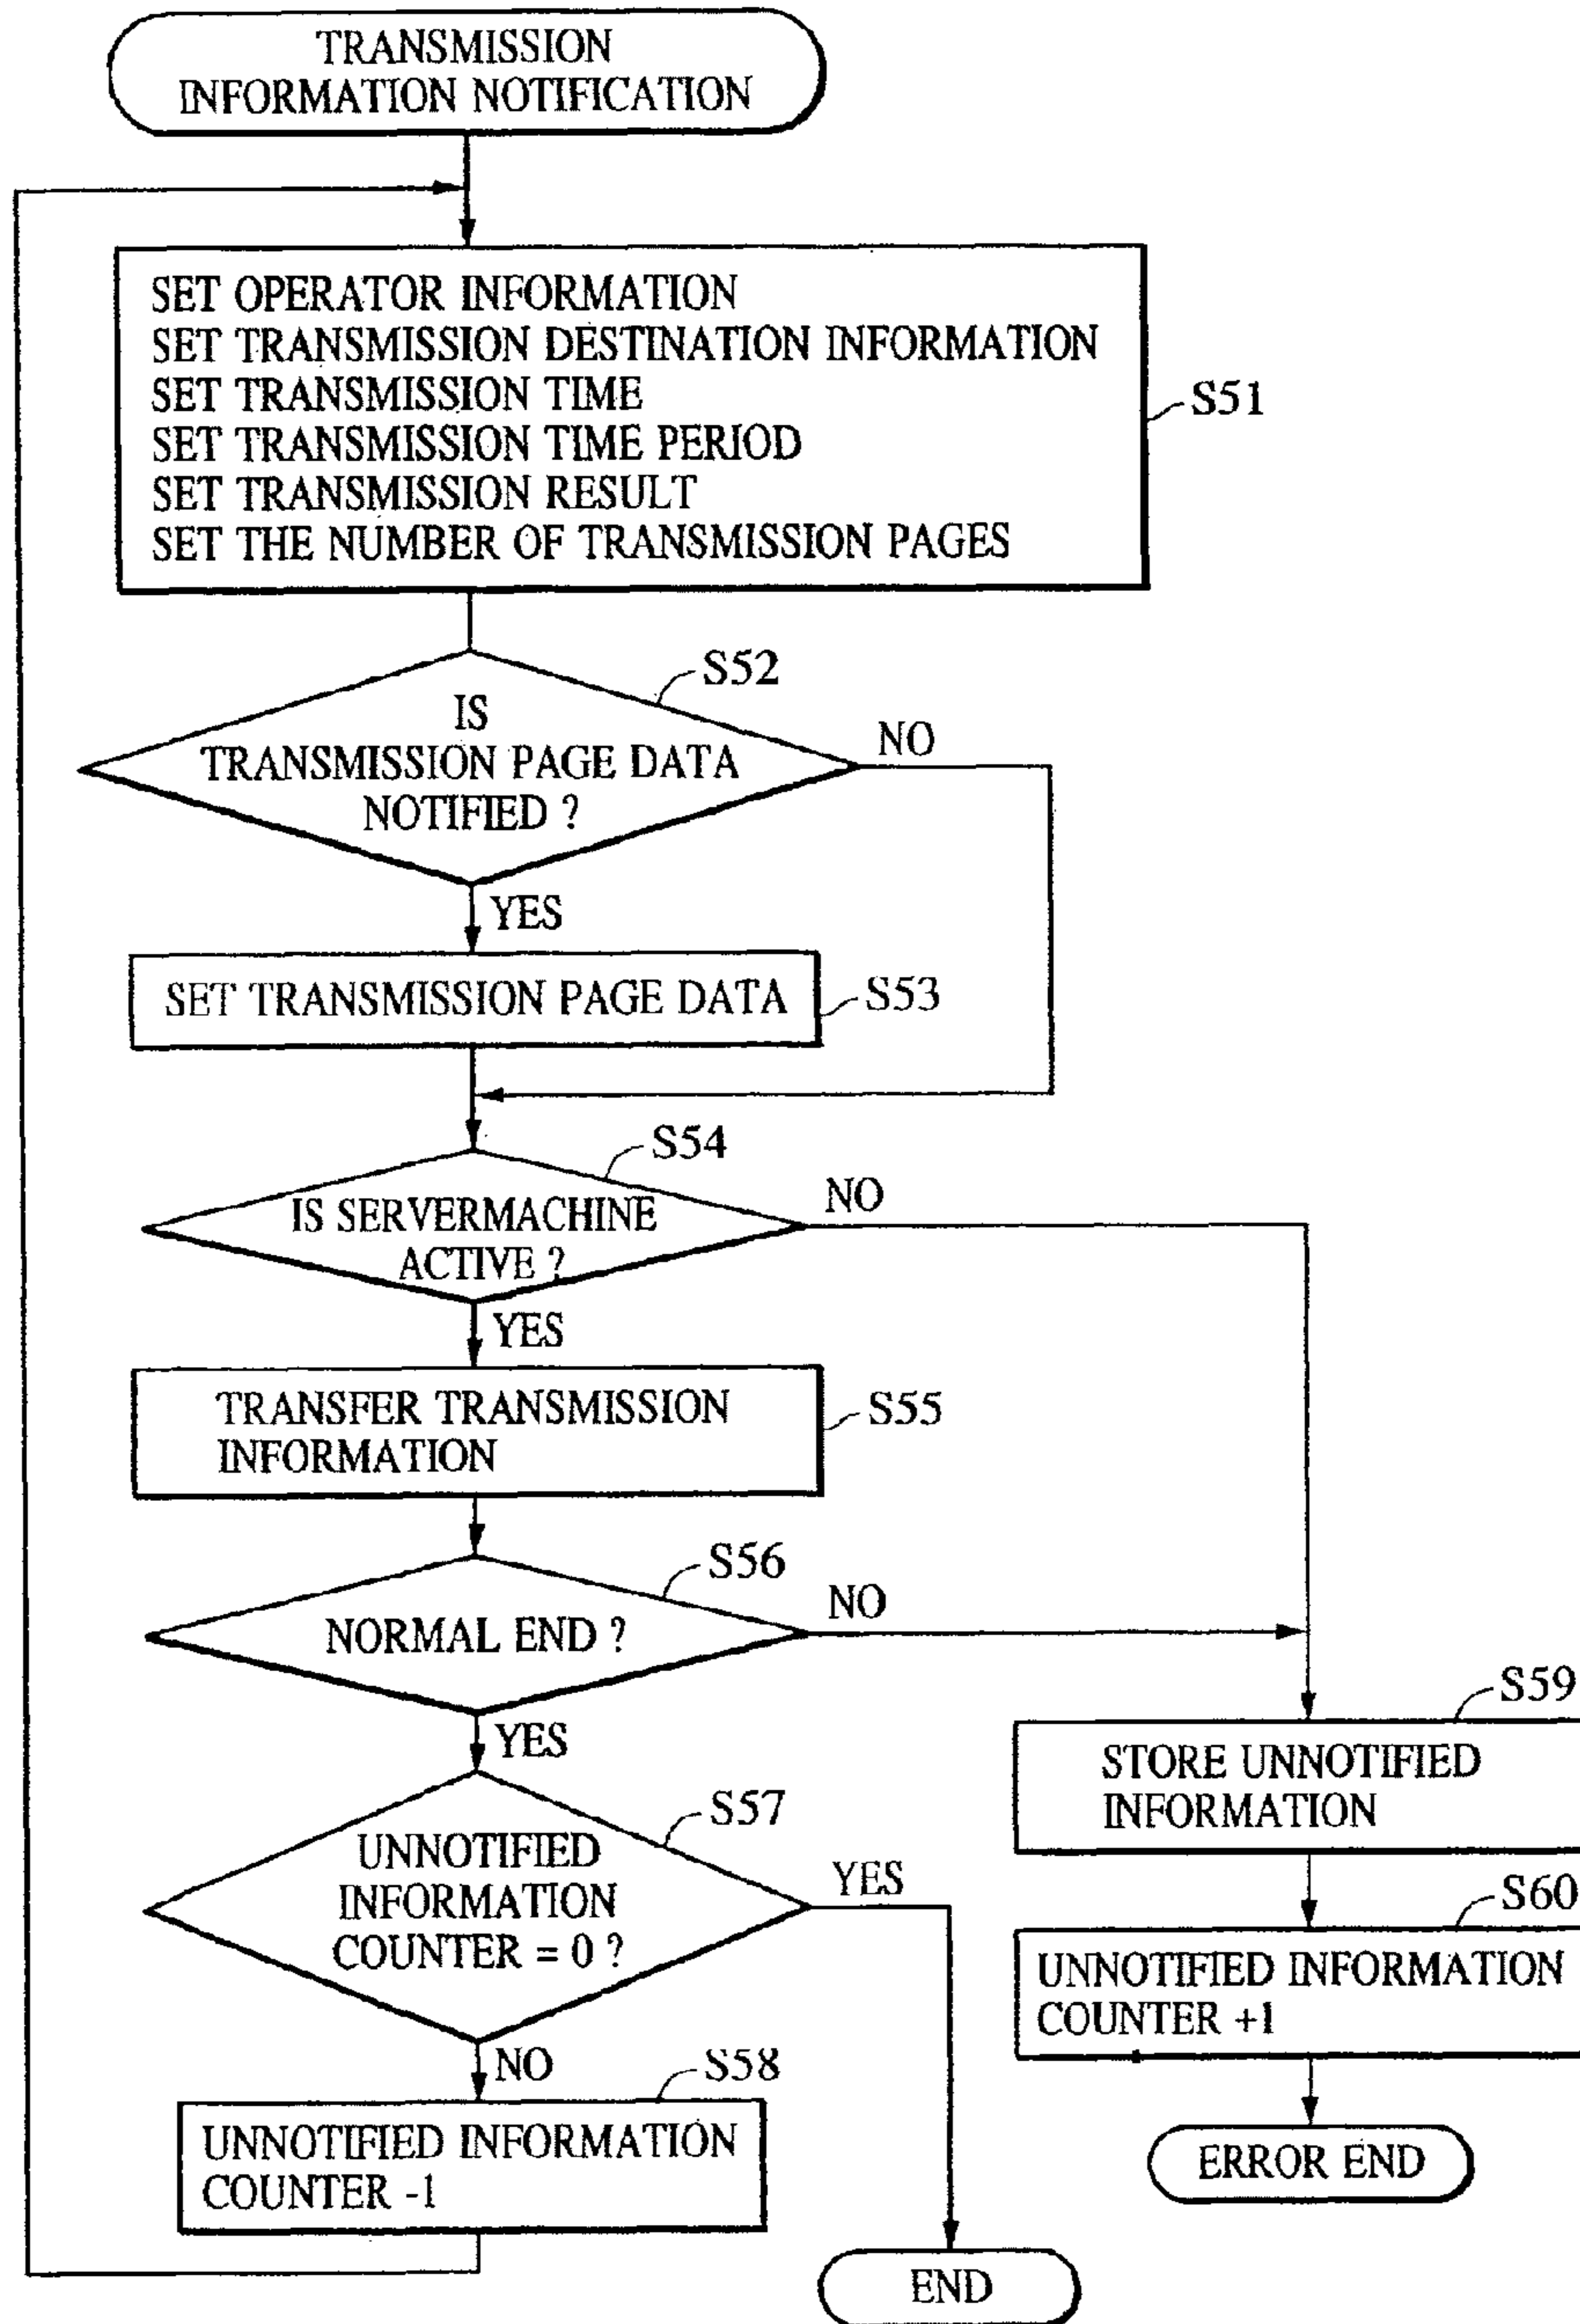 TRANSMISSION
INFORMATION NOTIFICATION
SET OPERATOR INFORMATION
SET TRANSMISSION DESTINATION INFORMATION
SET TRANSMISSION TIME
SET TRANSMISSION TIME PERIOD
SET TRANSMISSION RESULT
SET THE NUMBER OF TRANSMISSION PAGES
S51
S52
IS
TRANSMISSION PAGE DATA
NOTIFIED ?
NO
YES
SET TRANSMISSION PAGE DATA
S53
S54
IS SERVERMACHINE
ACTIVE ?
NO
YES
TRANSFER TRANSMISSION
INFORMATION
S55
S56
NORMAL END ?
NO
YES
S57
UNNOTIFIED
INFORMATION
COUNTER = 0 ?
YES
NO
S58
UNNOTIFIED INFORMATION
COUNTER -1
END
S59
STORE UNNOTIFIED
INFORMATION
S60
UNNOTIFIED INFORMATION
COUNTER +1
ERROR END